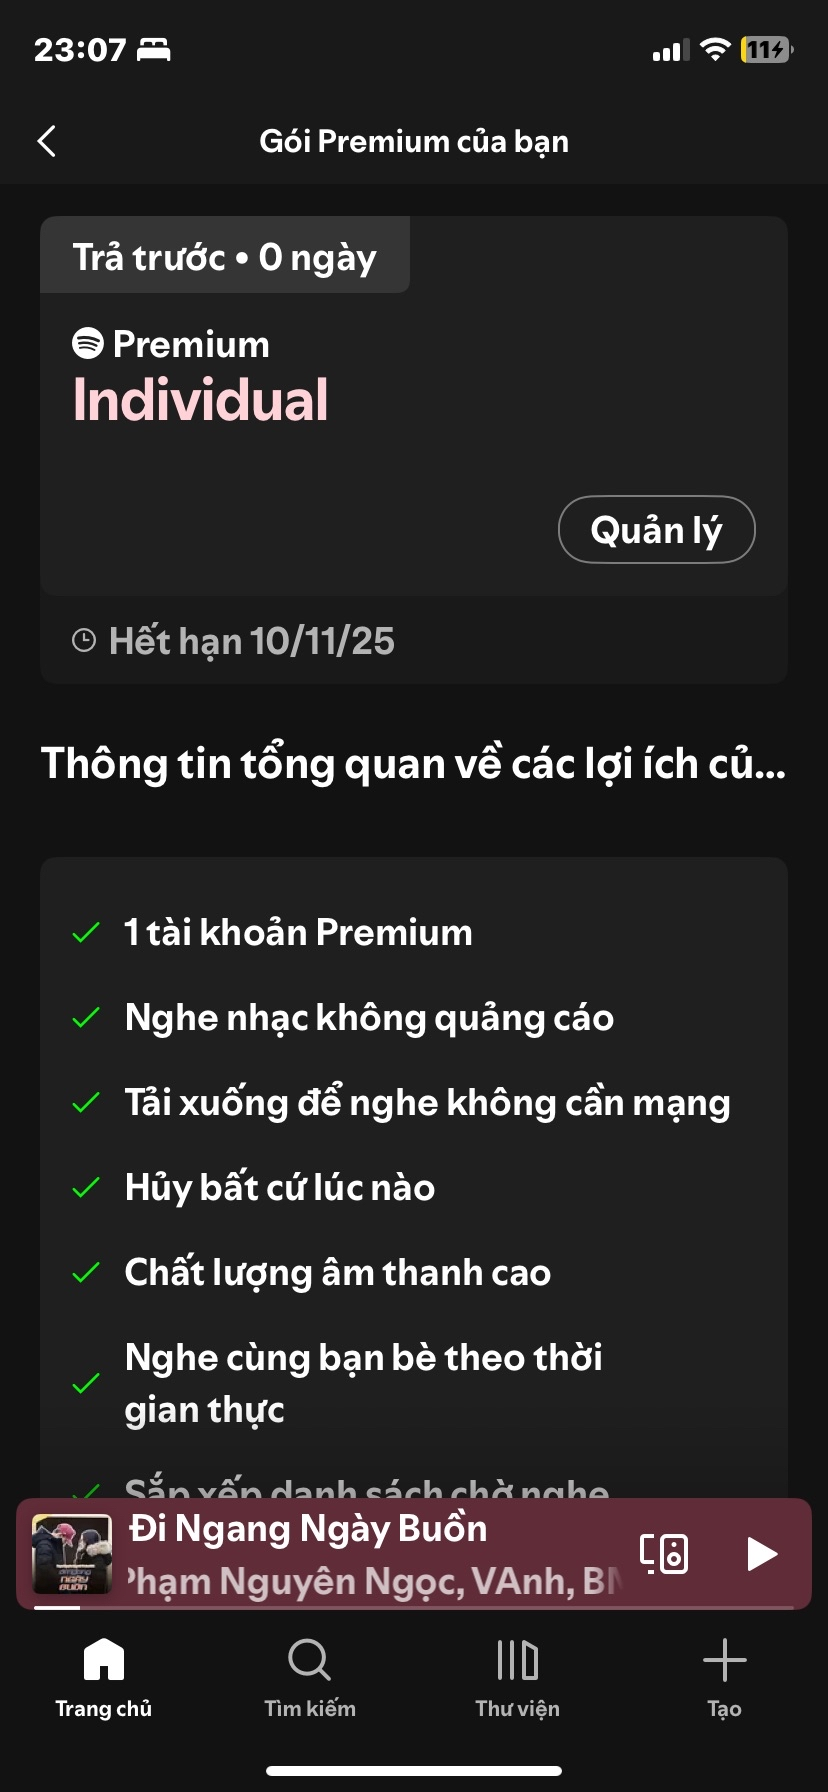 23:07
11
Gói Premium của bạn
Trả trước • 0 ngày
Premium
Individual
Quản lý
Hết hạn 10/11/25
Thông tin tổng quan về các lợi ích củ...
1 tài khoản Premium
Nghe nhạc không quảng cáo
Tải xuống để nghe không cần mạng
Hủy bất cứ lúc nào
Chất lượng âm thanh cao
Nghe cùng bạn bè theo thời
gian thực
Sắp xếp danh sách chờ nghe
Đi Ngang Ngày Buồn
Phạm Nguyên Ngọc, VAnh, BM
NGÀY
BUỒN
Trang chủ
Tìm kiếm
Thư viện
Tạo